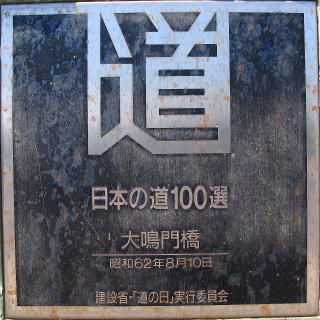 道
日本の道100選
大鳴門橋
昭和62年8月10日
建設省・「道の日」実行委員会